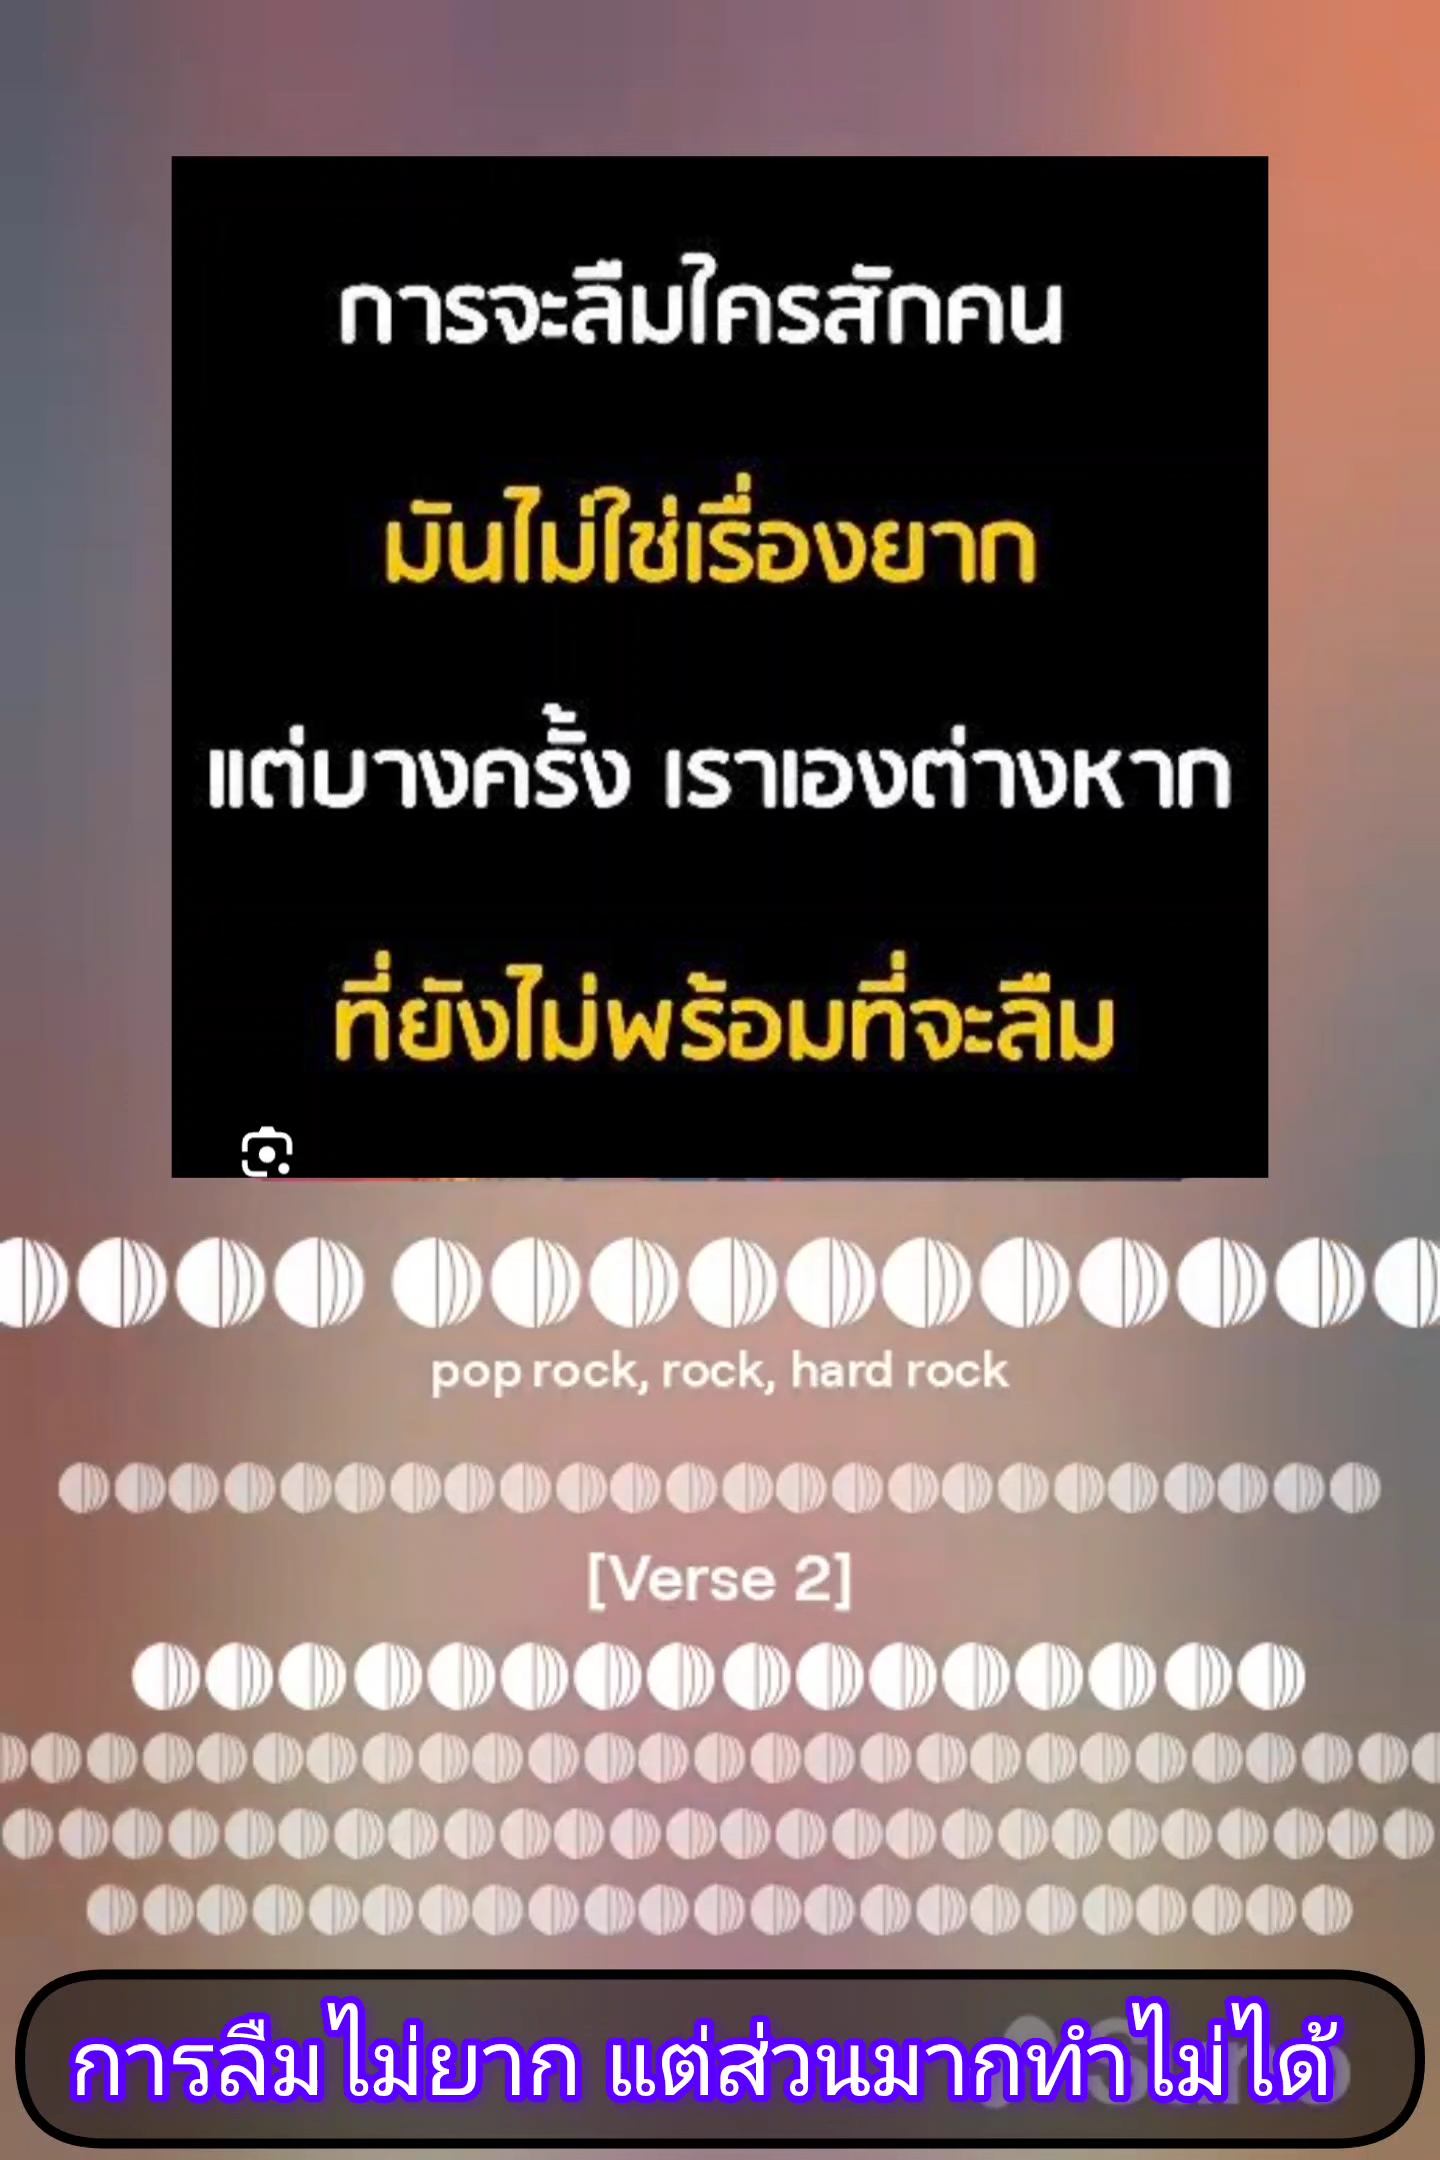 การจะลืมใครสักคน
มันไม่ใช่เรื่องยาก
แต่บางครั้ง เราเองต่างหาก
ที่ยังไม่พร้อมที่จะลืม
pop rock, rock, hard rock
[Verse 2]
การลืมไม่ยาก แต่ส่วนมากทำไม่ได้